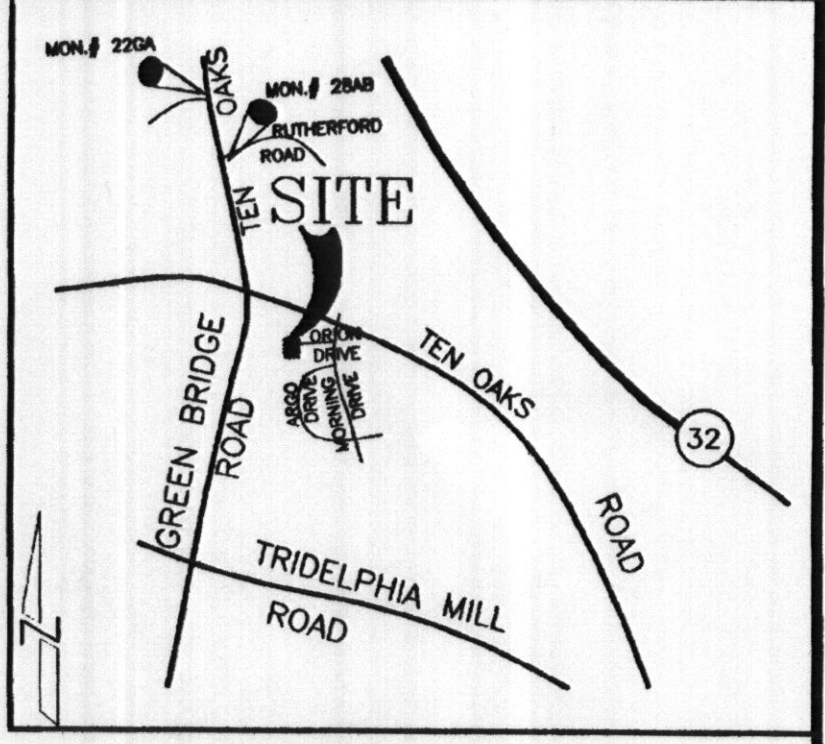 MON.# 22GA
OAKS
MON.# 28AB
RUTHERFORD
ROAD
TEN
SITE
ORION
DRIVE
ARGO
DRIVE
MORNING
DRIVE
TEN OAKS
ROAD
GREEN BRIDGE
ROAD
32
TRIDELPHIA MILL
ROAD
N